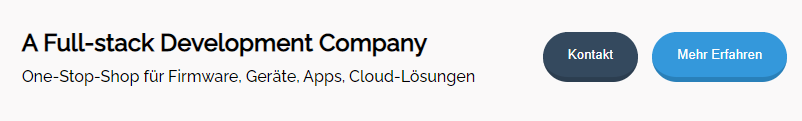 A Full-stack Development Company
One-Stop-Shop für Firmware, Geräte, Apps, Cloud-Lösungen
Kontakt
Mehr Erfahren